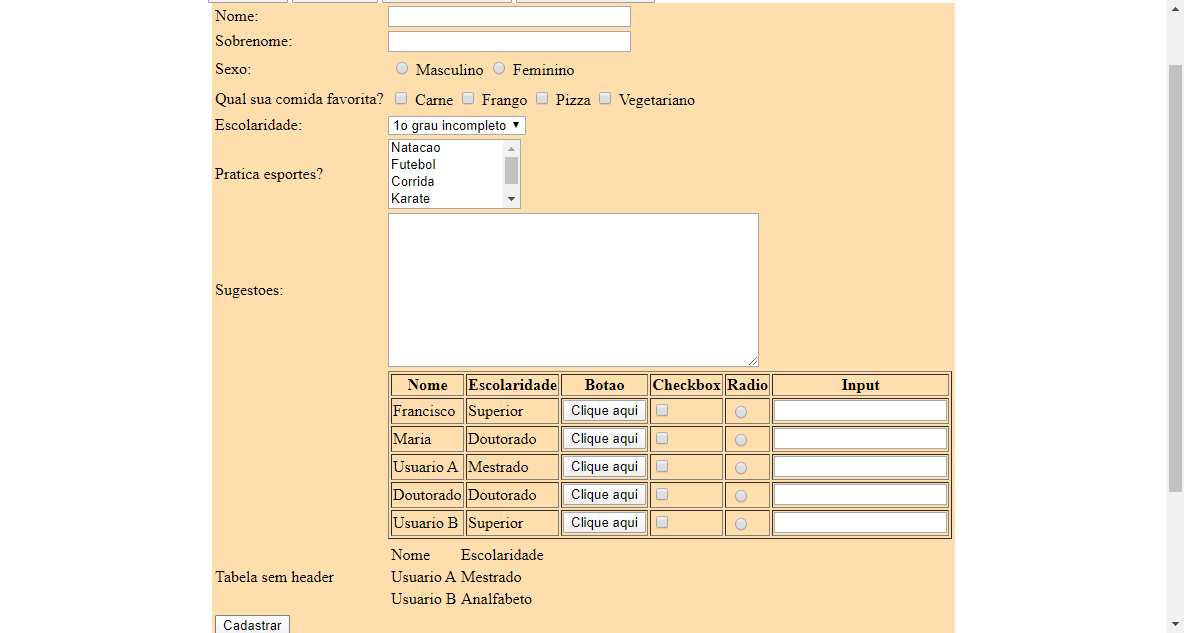 Nome:
Sobrenome:
Sexo: Masculino Feminino
Qual sua comida favorita? Carne Frango Pizza Vegetariano
Escolaridade: 1o grau incompleto
Pratica esportes?
Natacao
Futebol
Corrida
Karate
Sugestoes:
Nome Escolaridade Botao Checkbox Radio Input
Francisco Superior Clique aqui
Maria Doutorado Clique aqui
Usuario A Mestrado Clique aqui
Doutorado Doutorado Clique aqui
Usuario B Superior Clique aqui
Tabela sem header
Nome Escolaridade
Usuario A Mestrado
Usuario B Analfabeto
Cadastrar